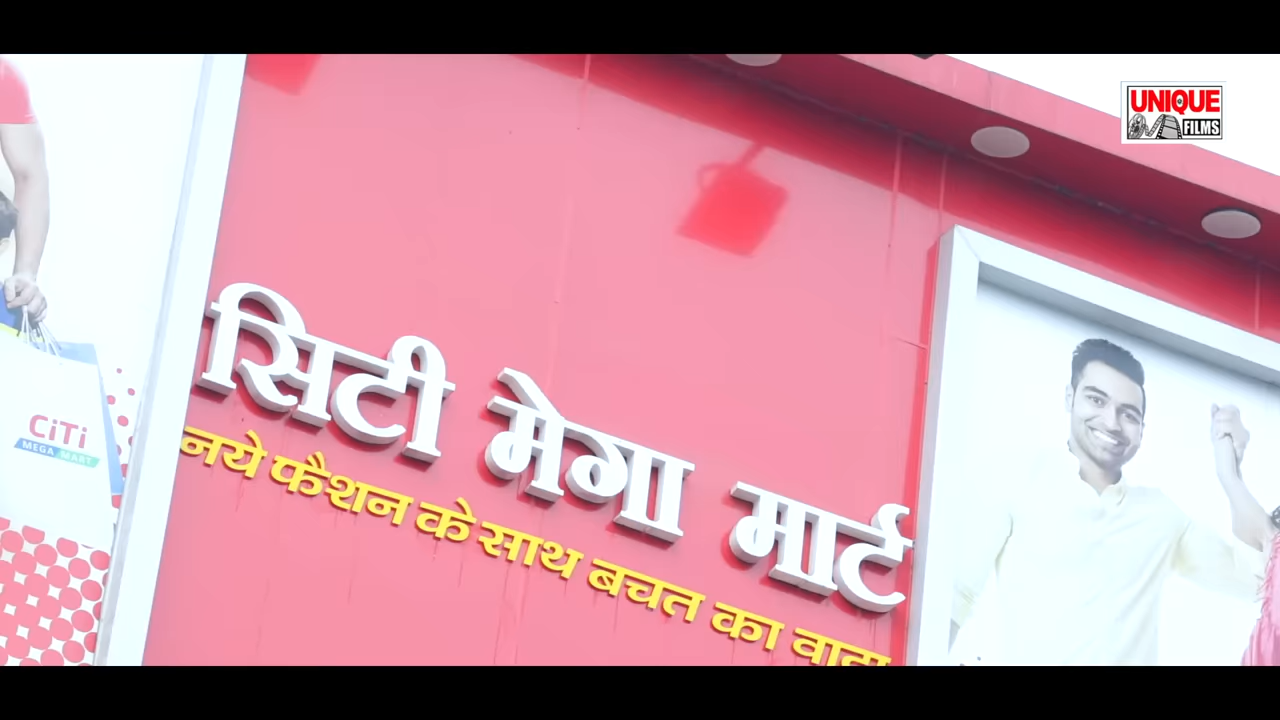 UNIQUE
FILMS
सिटी मेगा मार्ट
नये फैशन के साथ बचत का
CiTi
MEGA MART